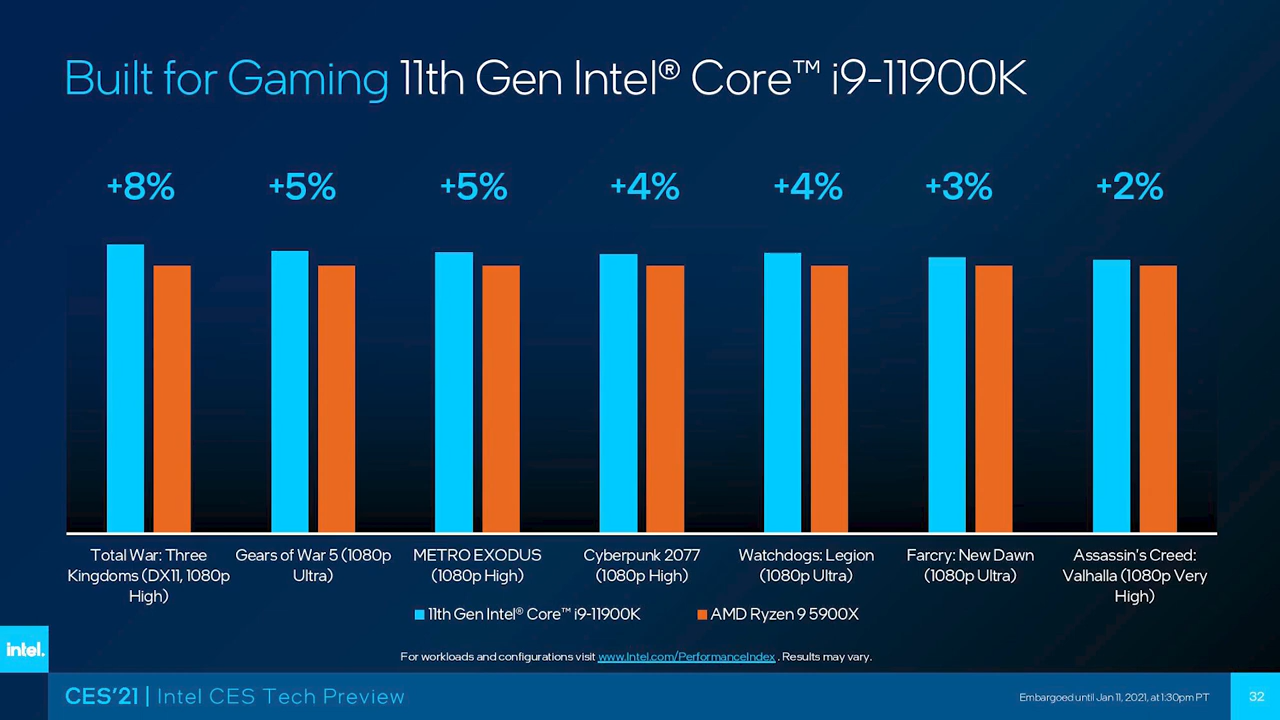 Built for Gaming 11th Gen Intel® Core™ i9-11900K
+8% +5% +5% +4% +4% +3% +2%
Total War: Three
Kingdoms (DX11, 1080p
High)
Gears of War 5 (1080p
Ultra)
METRO EXODUS
(1080p High)
Cyberpunk 2077
(1080p High)
Watchdogs: Legion
(1080p Ultra)
Farcry: New Dawn
(1080p Ultra)
Assassin's Creed:
Valhalla (1080p Very
High)
11th Gen Intel® Core™ i9-11900K AMD Ryzen 9 5900X
intel.
For workloads and configurations visit www.Intel.com/PerformanceIndex . Results may vary.
CES'21 | Intel CES Tech Preview
Embargoed until Jan 11, 2021, at 1:30pm PT
32